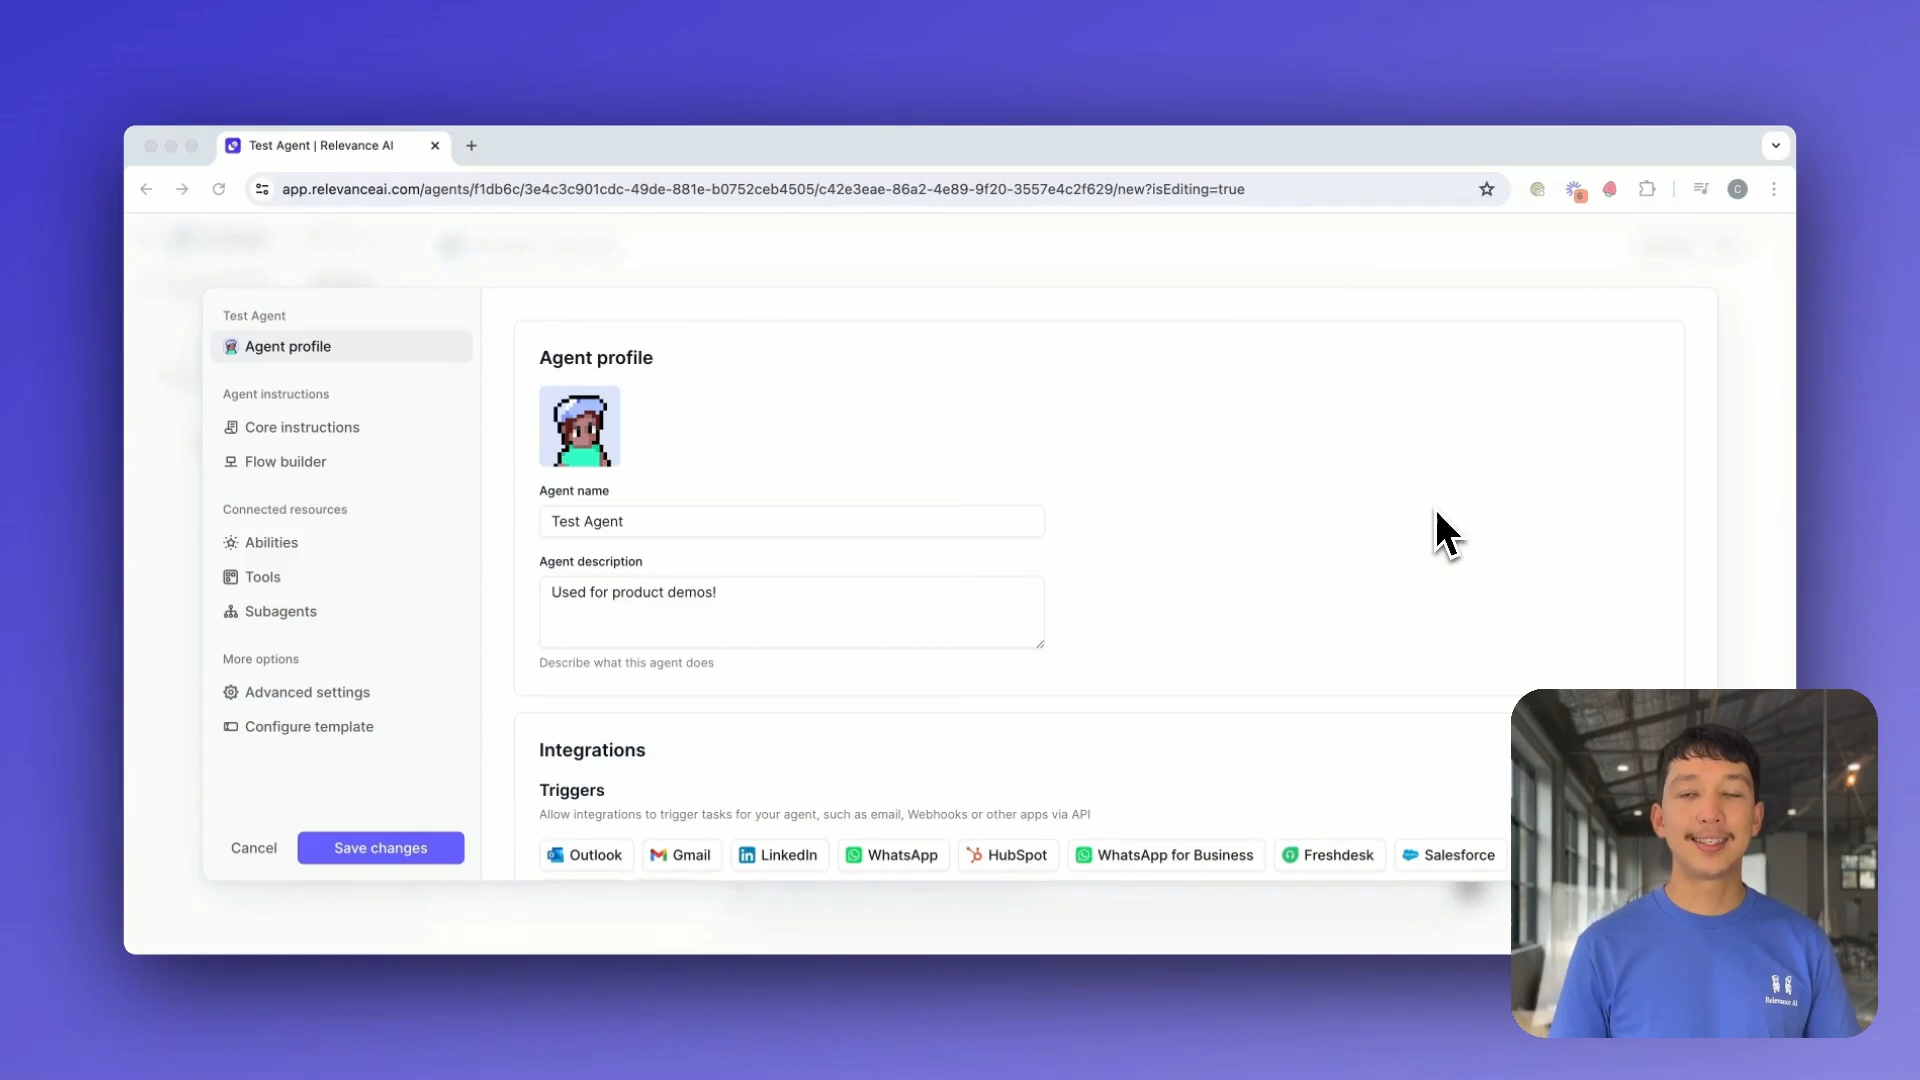 Test Agent | Relevance AI
app.relevanceai.com/agents/f1db6c/3e4c3c901cdc-49de-881e-b0752ceb4505/c42e3eae-86a2-4e89-9f20-3557e4c2f629/new?isEditing=true
6
C
Test Agent
Agent profile
Agent instructions
Core instructions
Flow builder
Connected resources
Abilities
Tools
Subagents
More options
Advanced settings
Configure template
Cancel
Save changes
Agent profile
Agent name
Test Agent
Agent description
Used for product demos!
Describe what this agent does
Integrations
Triggers
Allow integrations to trigger tasks for your agent, such as email, Webhooks or other apps via API
Outlook
Gmail
LinkedIn
WhatsApp
HubSpot
WhatsApp for Business
Freshdesk
Salesforce
Relevance AI